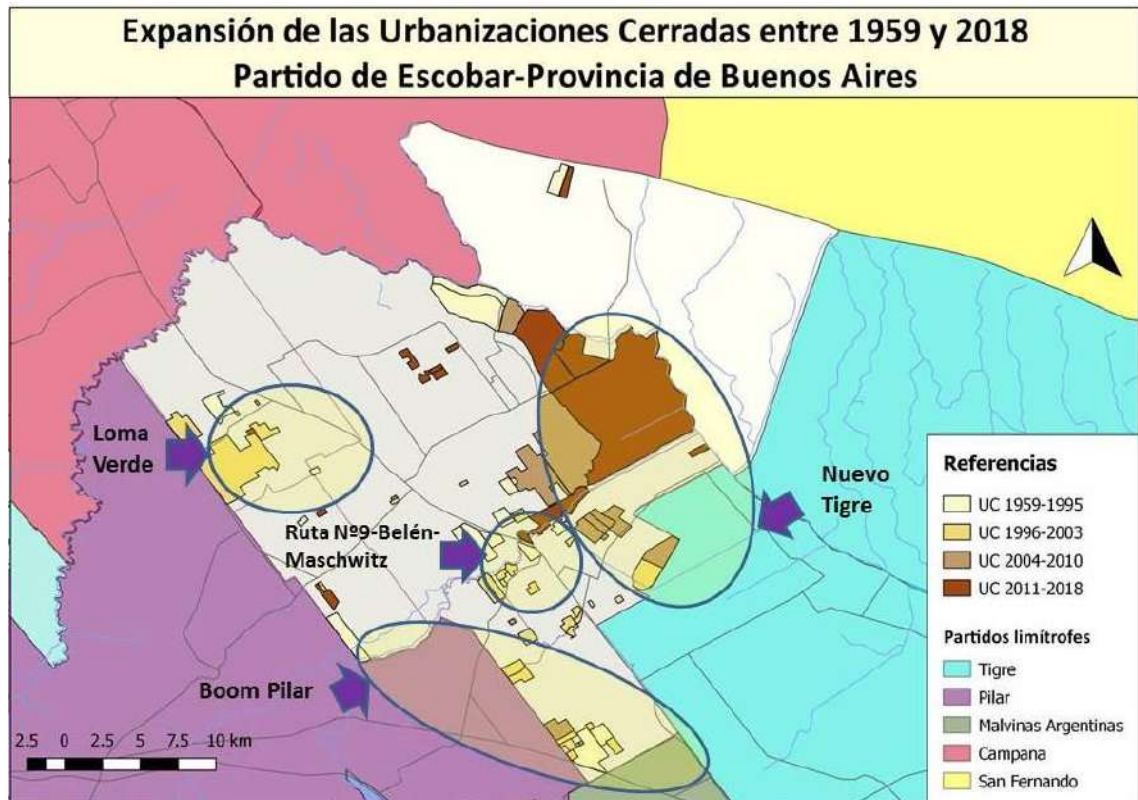 Expansión de las Urbanizaciones Cerradas entre 1959 y 2018
Partido de Escobar-Provincia de Buenos Aires
Loma
Verde
Ruta Nº9-Belén-
Maschwitz
Nuevo
Tigre
Boom Pilar
2.5 0 2.5 5 7.5 10 km
Referencias
UC 1959-1995
UC 1996-2003
UC 2004-2010
UC 2011-2018
Partidos limítrofes
Tigre
Pilar
Malvinas Argentinas
Campana
San Fernando